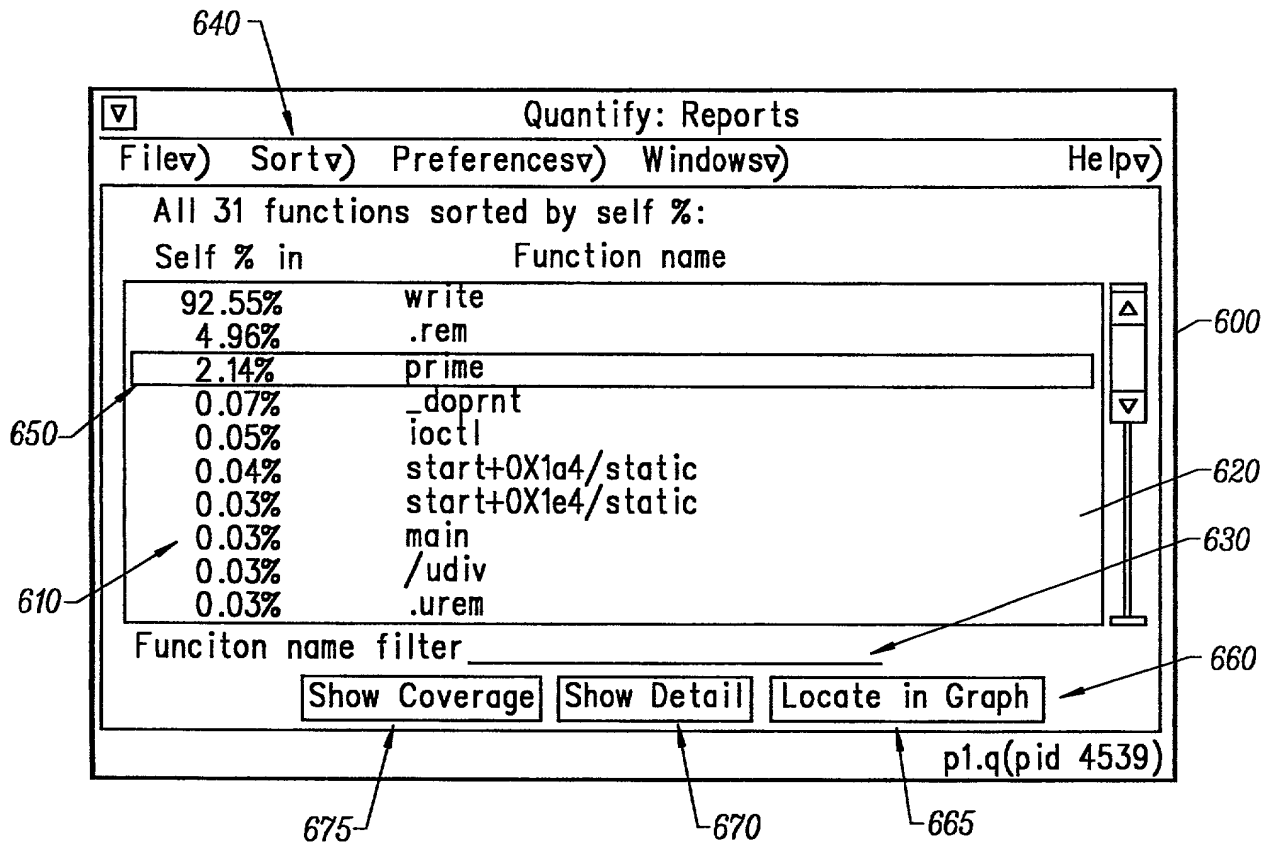 640
Quantify: Reports
File Sort Preferences Windows Help
All 31 functions sorted by self %:
Self % in Function name
92.55% write
4.96% .rem
2.14% prime
0.07% _doprnt
0.05% ioctl
0.04% start+0X1a4/static
0.03% start+0X1e4/static
0.03% main
0.03% /udiv
0.03% .urem
Funciton name filter
Show Coverage Show Detail Locate in Graph
p1.q(pid 4539)
600
650
620
630
610
660
675
670
665